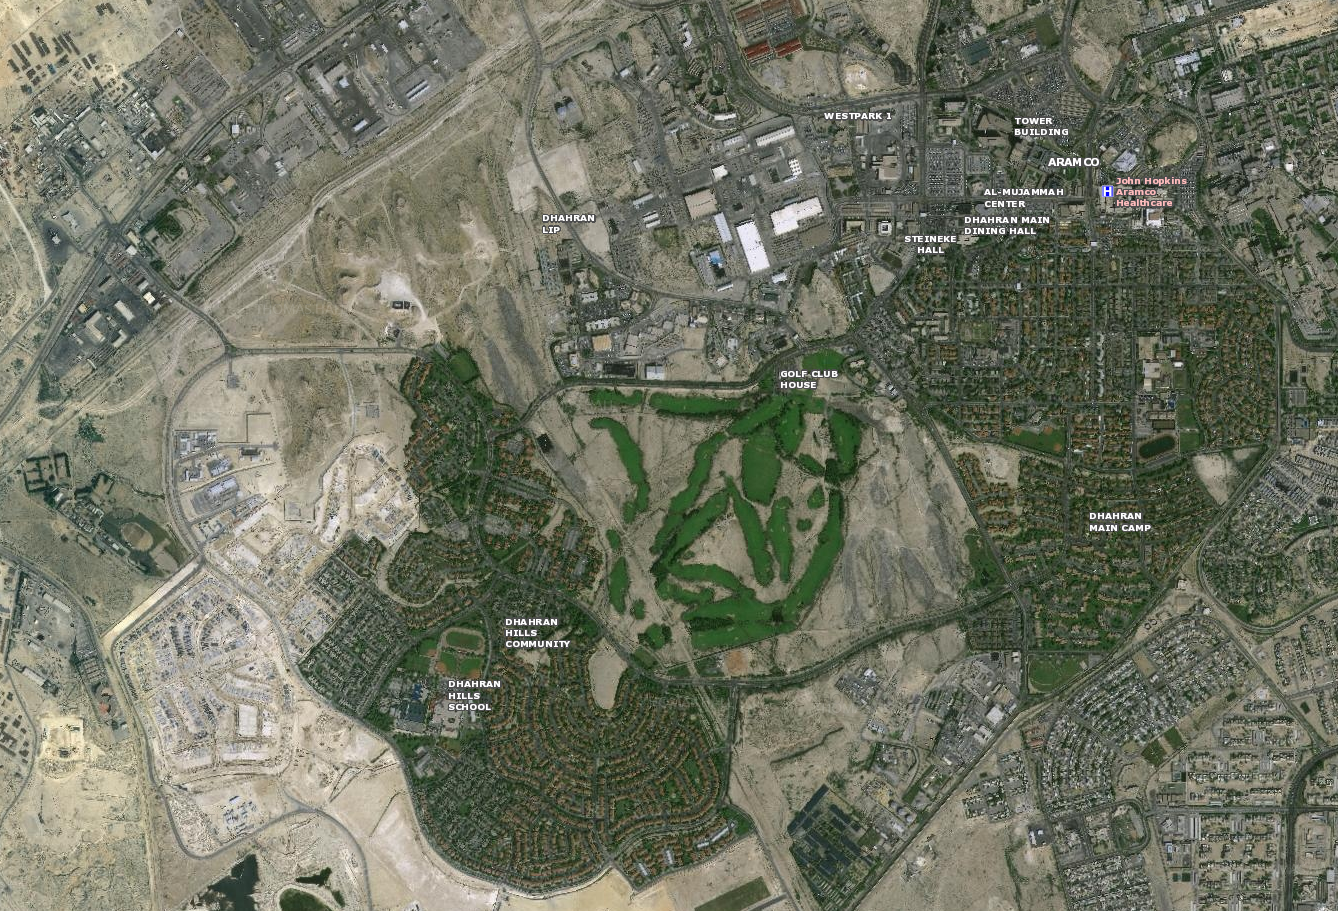 WESTPARK 1
TOWER
BUILDING
ARAMCO
H
John Hopkins
Aramco
Healthcare
AL-MUJAMMAH
CENTER
DHAHRAN
LIP
DHAHRAN MAIN
DINING HALL
STEINEKE
HALL
GOLF CLUB
HOUSE
DHAHRAN
MAIN CAMP
DHAHRAN
HILLS
COMMUNITY
DHAHRAN
HILLS
SCHOOL